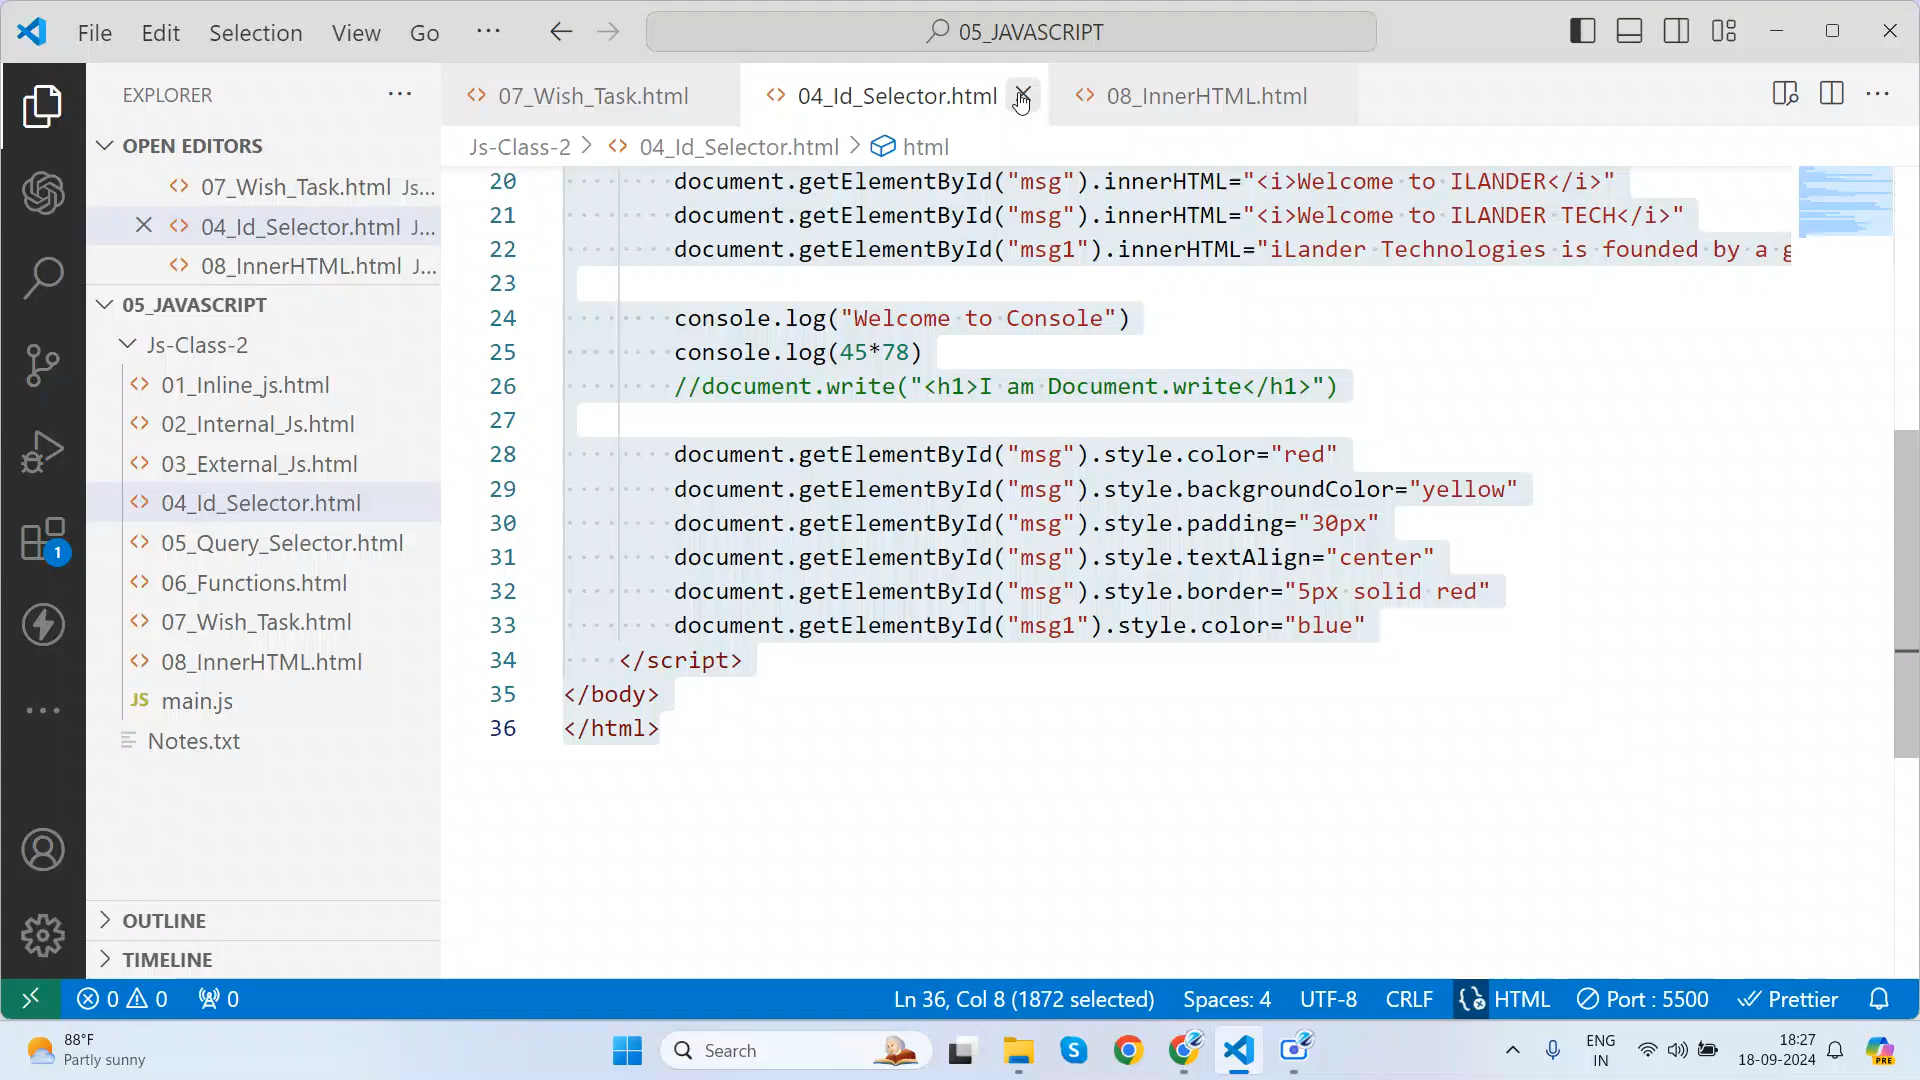 File Edit Selection View Go ··· 05_JAVASCRIPT
EXPLORER ···
OPEN EDITORS
07_Wish_Task.html Js...
04_Id_Selector.html J...
08_InnerHTML.html J...
05_JAVASCRIPT
Js-Class-2
01_Inline_js.html
02_Internal_Js.html
03_External_Js.html
04_Id_Selector.html
05_Query_Selector.html
06_Functions.html
07_Wish_Task.html
08_InnerHTML.html
JS main.js
Notes.txt
OUTLINE
TIMELINE
1
07_Wish_Task.html 04_Id_Selector.html 08_InnerHTML.html
Js-Class-2 > 04_Id_Selector.html > html
20 document.getElementById("msg").innerHTML="<i>Welcome to ILANDER</i>"
21 document.getElementById("msg").innerHTML="<i>Welcome to ILANDER TECH</i>"
22 document.getElementById("msg1").innerHTML="iLander Technologies is founded by a g
23
24 console.log("Welcome to Console")
25 console.log(45*78)
26 //document.write("<h1>I am Document.write</h1>")
27
28 document.getElementById("msg").style.color="red"
29 document.getElementById("msg").style.backgroundColor="yellow"
30 document.getElementById("msg").style.padding="30px"
31 document.getElementById("msg").style.textAlign="center"
32 document.getElementById("msg").style.border="5px solid red"
33 document.getElementById("msg1").style.color="blue"
34 </script>
35 </body>
36 </html>
0 0 0 Ln 36, Col 8 (1872 selected) Spaces: 4 UTF-8 CRLF HTML Port : 5500 Prettier
88°F
Partly sunny
Search
S
ENG
IN
18:27
18-09-2024
PRE